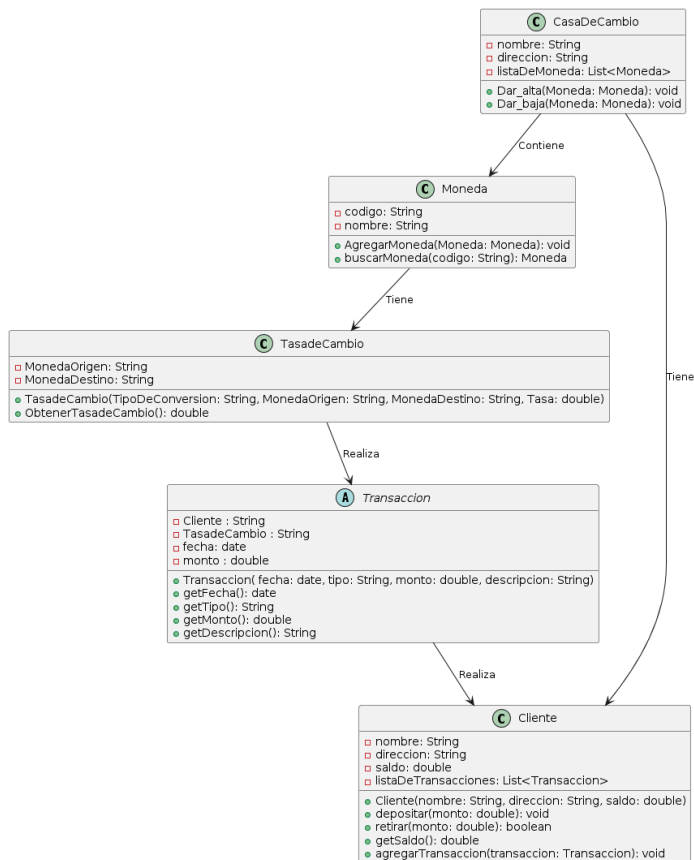 C CasaDeCambio
nombre: String
direccion: String
listaDeMoneda: List<Moneda>
Dar_alta(Moneda: Moneda): void
Dar_baja(Moneda: Moneda): void
Contiene
C Moneda
codigo: String
nombre: String
AgregarMoneda(Moneda: Moneda): void
buscarMoneda(codigo: String): Moneda
Tiene
C TasadeCambio
MonedaOrigen: String
MonedaDestino: String
TasadeCambio(TipoDeConversion: String, MonedaOrigen: String, MonedaDestino: String, Tasa: double)
ObtenerTasadeCambio(): double
Tiene
Realiza
A Transaccion
Cliente : String
TasadeCambio : String
fecha: date
monto : double
Transaccion( fecha: date, tipo: String, monto: double, descripcion: String)
getFecha(): date
getTipo(): String
getMonto(): double
getDescripcion(): String
Realiza
C Cliente
nombre: String
direccion: String
saldo: double
listaDeTransacciones: List<Transaccion>
Cliente(nombre: String, direccion: String, saldo: double)
depositar(monto: double): void
retirar(monto: double): boolean
getSaldo(): double
agregarTransaccion(transaccion: Transaccion): void